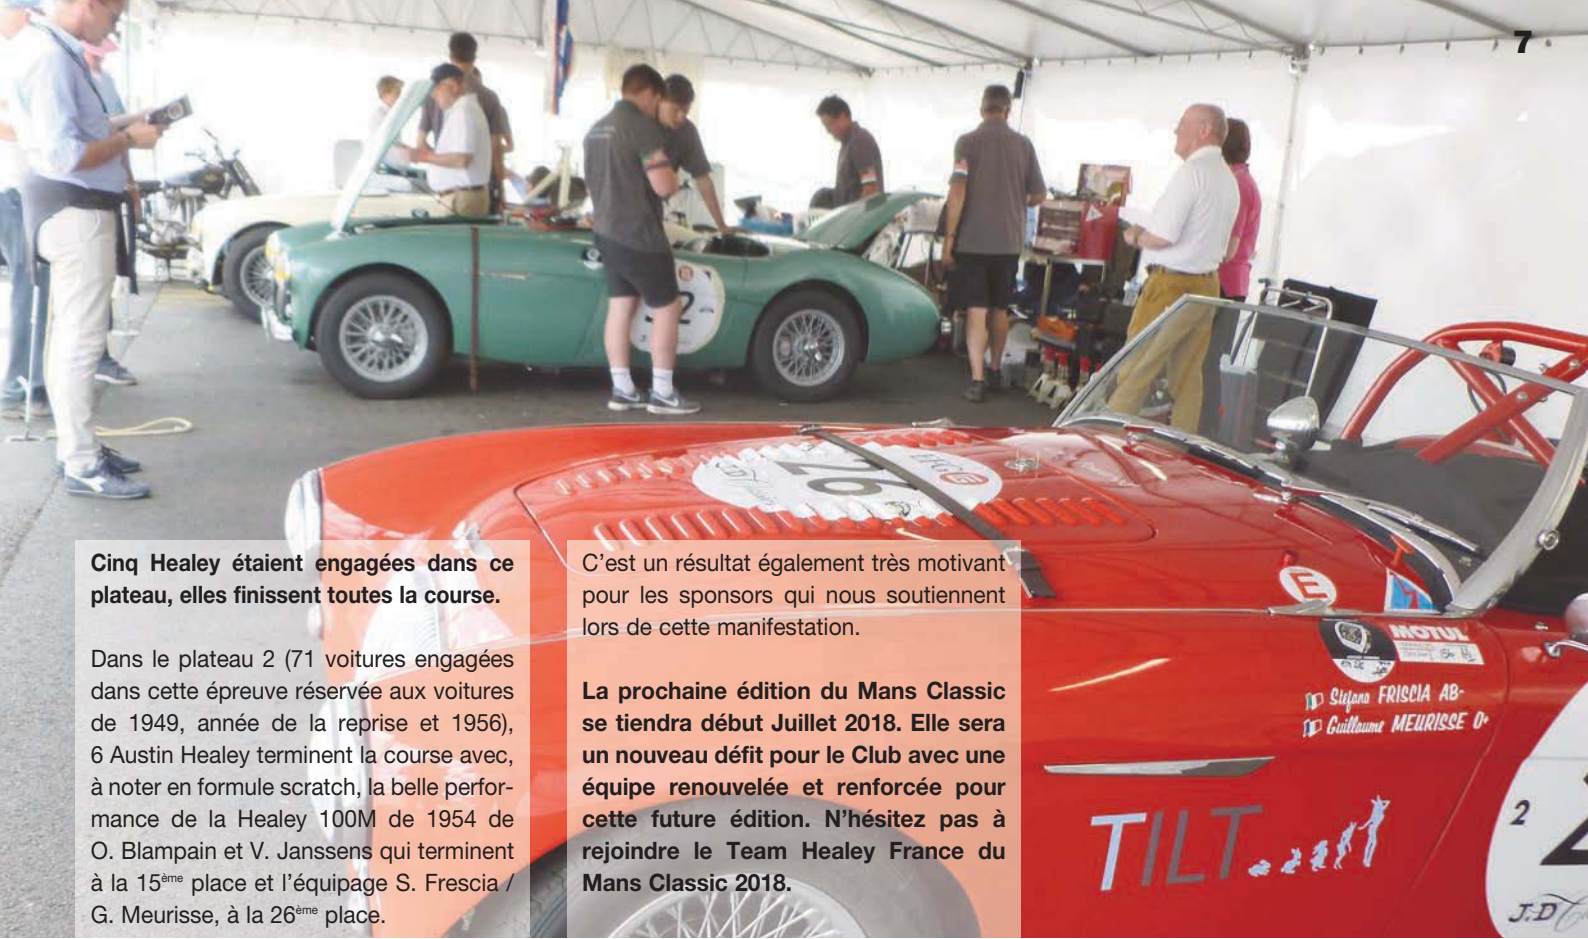 7
Cinq Healey étaient engagées dans ce
plateau, elles finissent toutes la course.
Dans le plateau 2 (71 voitures engagées
dans cette épreuve réservée aux voitures
de 1949, année de la reprise et 1956),
6 Austin Healey terminent la course avec,
à noter en formule scratch, la belle perfor-
mance de la Healey 100M de 1954 de
O. Blampain et V. Janssens qui terminent
à la 15ème place et l'équipage S. Frescia /
G. Meurisse, à la 26ème place.
C'est un résultat également très motivant
pour les sponsors qui nous soutiennent
lors de cette manifestation.
La prochaine édition du Mans Classic
se tiendra début Juillet 2018. Elle sera
un nouveau défit pour le Club avec une
équipe renouvelée et renforcée pour
cette future édition. N'hésitez pas à
rejoindre le Team Healey France du
Mans Classic 2018.
26
EFG
E
MOTUL
Stefano FRISCIA AB-
Guillaume MEURISSE O+
TILT
2
J.D